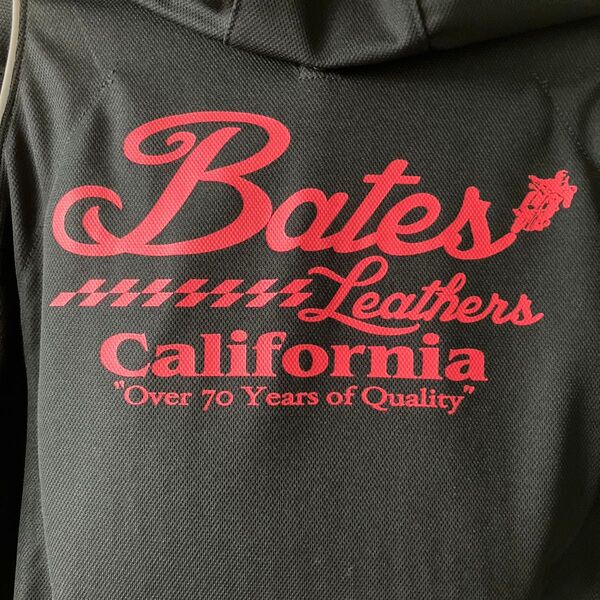 Bates
Leathers
California
"Over 70 Years of Quality"